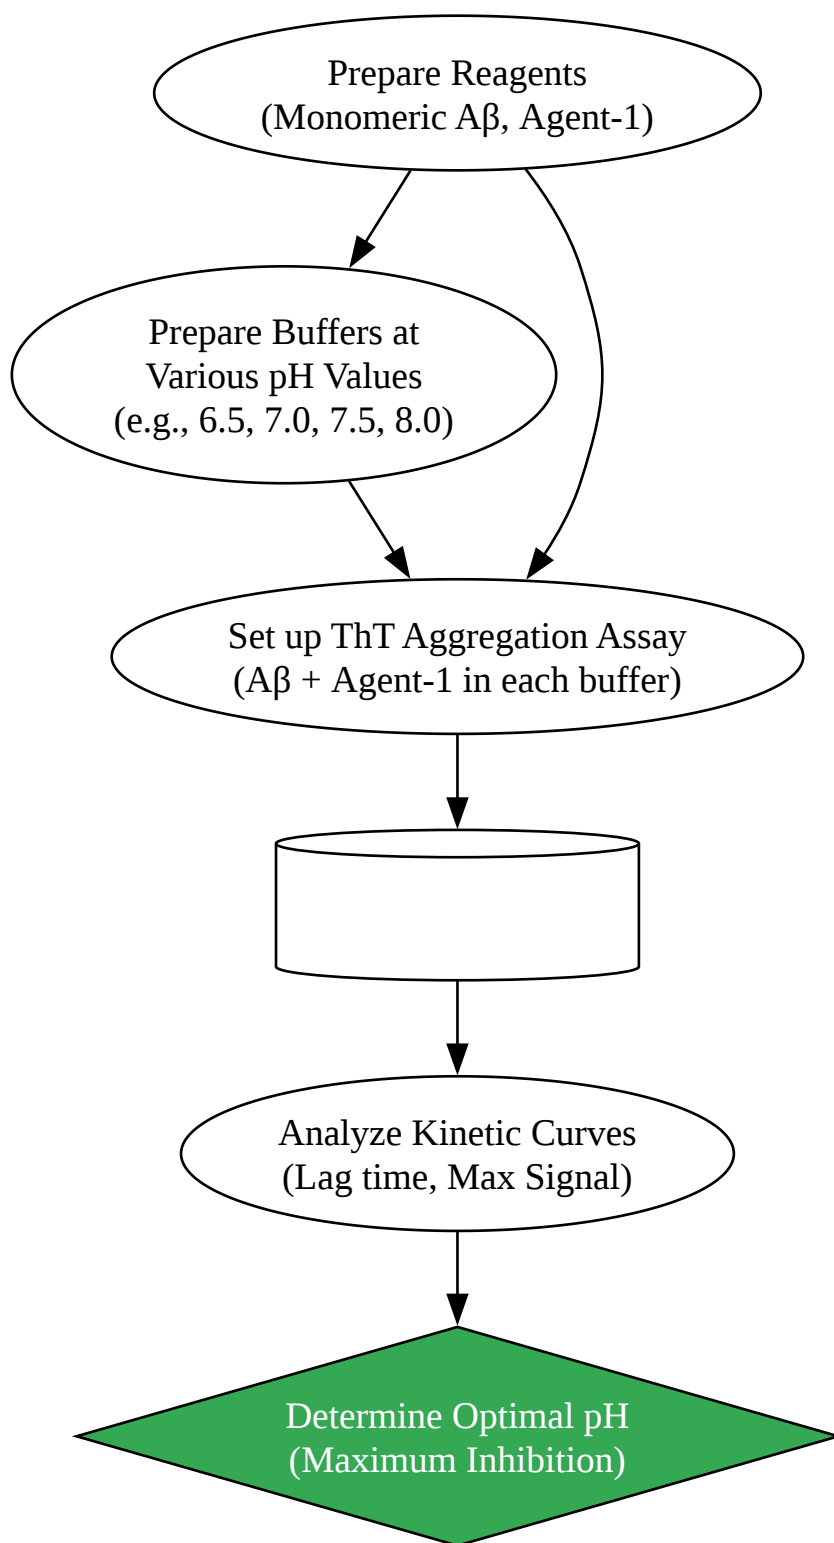 Prepare Reagents
(Monomeric Aβ, Agent-1)
Prepare Buffers at
Various pH Values
(e.g., 6.5, 7.0, 7.5, 8.0)
Set up ThT Aggregation Assay
(Aβ + Agent-1 in each buffer)
Analyze Kinetic Curves
(Lag time, Max Signal)
Determine Optimal pH
(Maximum Inhibition)